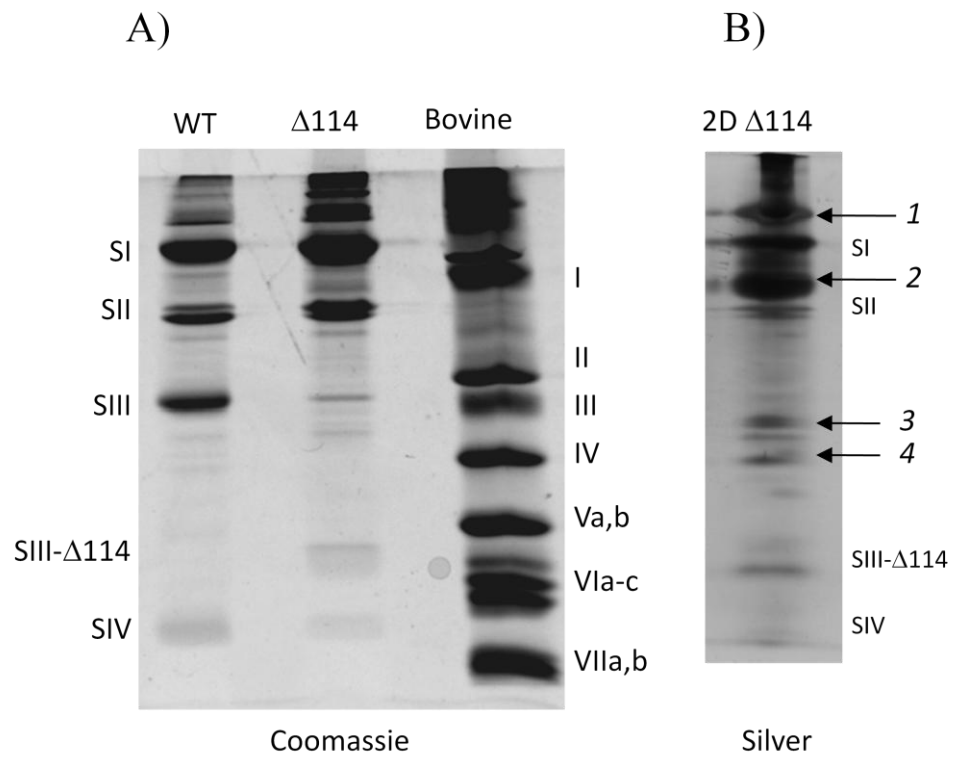 A)
B)
WT Δ114 Bovine
2D Δ114
SI
SII
SIII
SIII-Δ114
SIV
I
II
III
IV
Va,b
VIa-c
VIIa,b
1
SI
2
SII
3
4
SIII-Δ114
SIV
Coomassie
Silver